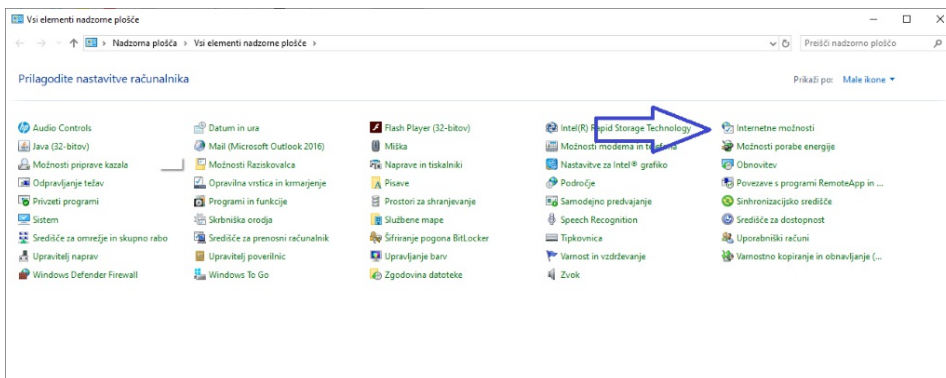 Vsi elementi nadzorne plošče
Nadzorna plošča > Vsi elementi nadzorne plošče >
Preišči nadzorno ploščo
Prilagodite nastavitve računalnika
Prikaži po: Male ikone
Audio Controls
Datum in ura
Flash Player (32-bitov)
Intel(R) Rapid Storage Technology
Internetne možnosti
Java (32-bitov)
Mail (Microsoft Outlook 2016)
Miška
Možnosti modema in telefona
Možnosti porabe energije
Možnosti priprave kazala
Možnosti Raziskovalca
Naprave in tiskalniki
Nastavitve za Intel® grafiko
Obnovitev
Odpravljanje težav
Opravilna vrstica in krmarjenje
Pisave
Področje
Povezave s programi RemoteApp in ...
Privzeti programi
Programi in funkcije
Prostori za shranjevanje
Samodejno predvajanje
Sinhronizacijsko središče
Sistem
Skrbniška orodja
Službene mape
Speech Recognition
Središče za dostopnost
Središče za omrežje in skupno rabo
Središče za prenosni računalnik
Šifriranje pogona BitLocker
Tipkovnica
Uporabniški računi
Upravitelj naprav
Upravitelj poverilnic
Upravljanje barv
Varnost in vzdrževanje
Varnostno kopiranje in obnavljanje (...
Windows Defender Firewall
Windows To Go
Zgodovina datoteke
Zvok